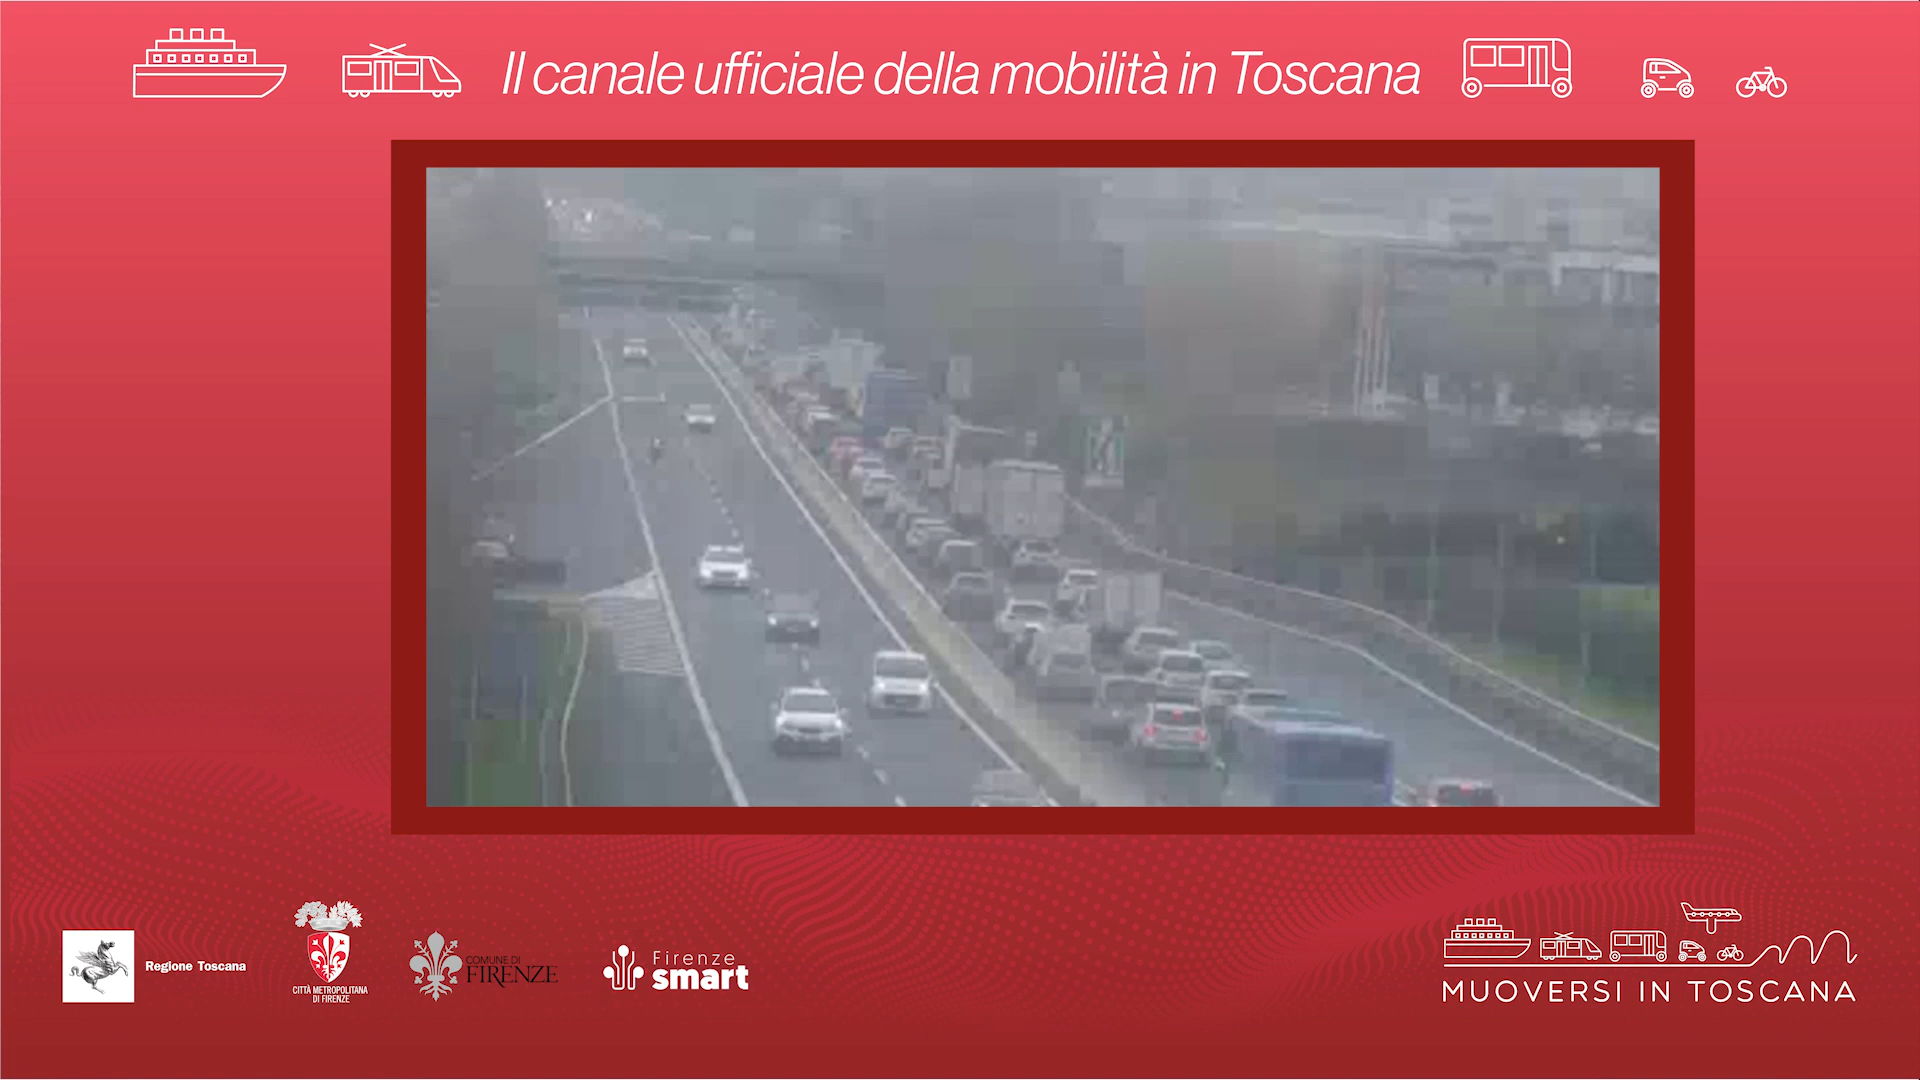 Il canale ufficiale della mobilità in Toscana
Regione Toscana
CITTÀ METROPOLITANA
DI FIRENZE
COMUNE DI
FIRENZE
Firenze
smart
MUOVERSI IN TOSCANA